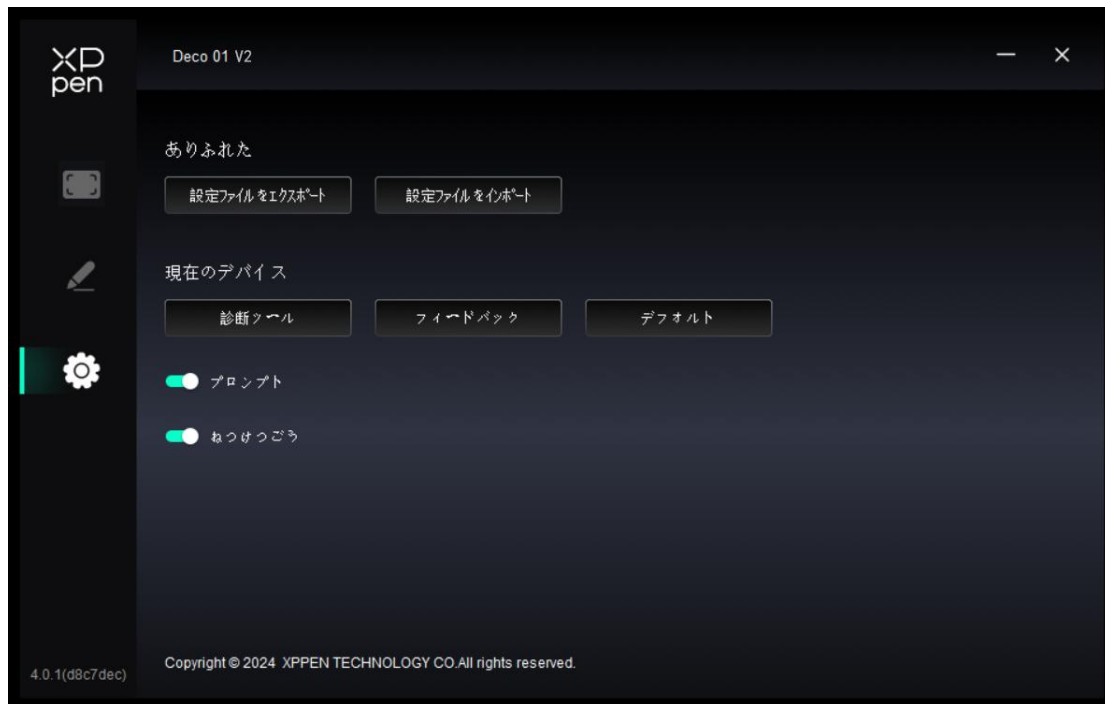 XP
pen
Deco 01 V2
ありふれた
設定ファイルをエクスポート 設定ファイルをインポート
現在のデバイス
診断ツール フィードバック デフォルト
プロンプト
ねつけつごう
4.0.1(d8c7dec)
Copyright © 2024 XPPEN TECHNOLOGY CO.All rights reserved.